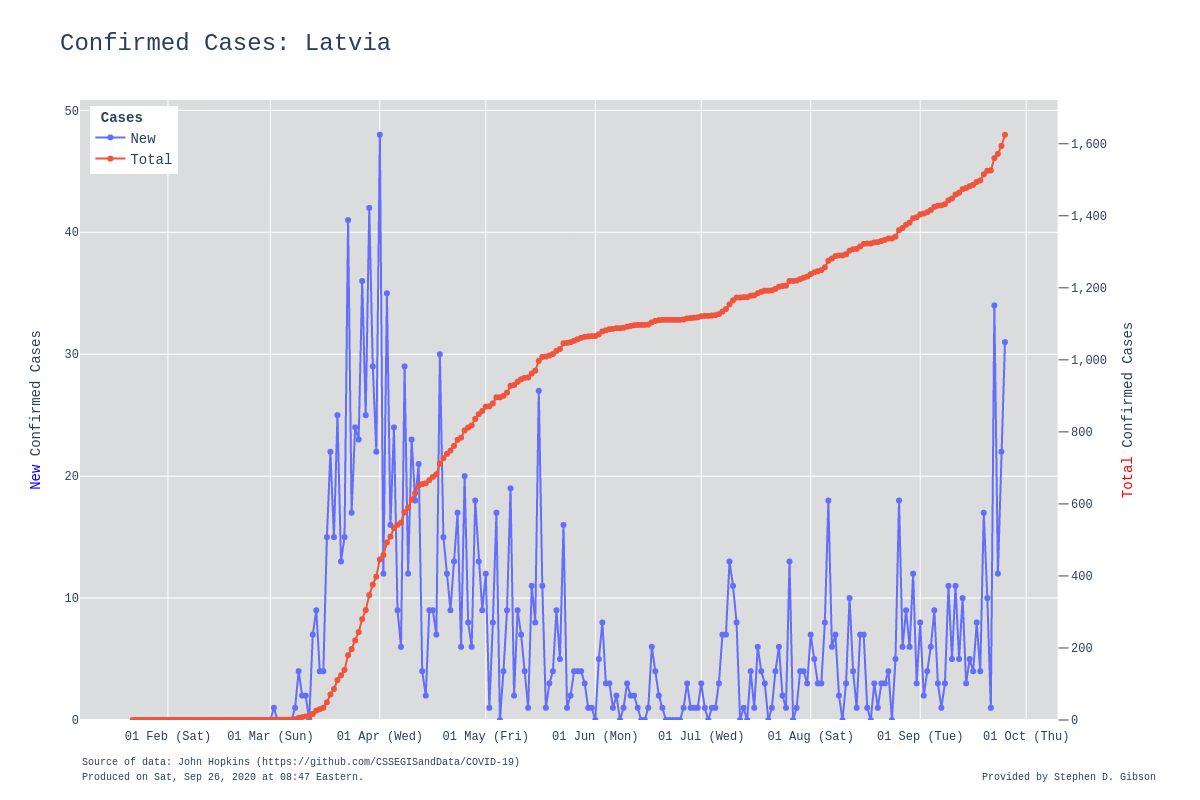 Confirmed Cases: Latvia
Cases
New
Total
50
40
30
20
10
0
New Confirmed Cases
1,600
1,400
1,200
1,000
800
600
400
200
0
Total Confirmed Cases
01 Feb (Sat) 01 Mar (Sun) 01 Apr (Wed) 01 May (Fri) 01 Jun (Mon) 01 Jul (Wed) 01 Aug (Sat) 01 Sep (Tue) 01 Oct (Thu)
Source of data: John Hopkins (https://github.com/CSSEGISandData/COVID-19)
Produced on Sat, Sep 26, 2020 at 08:47 Eastern.
Provided by Stephen D. Gibson